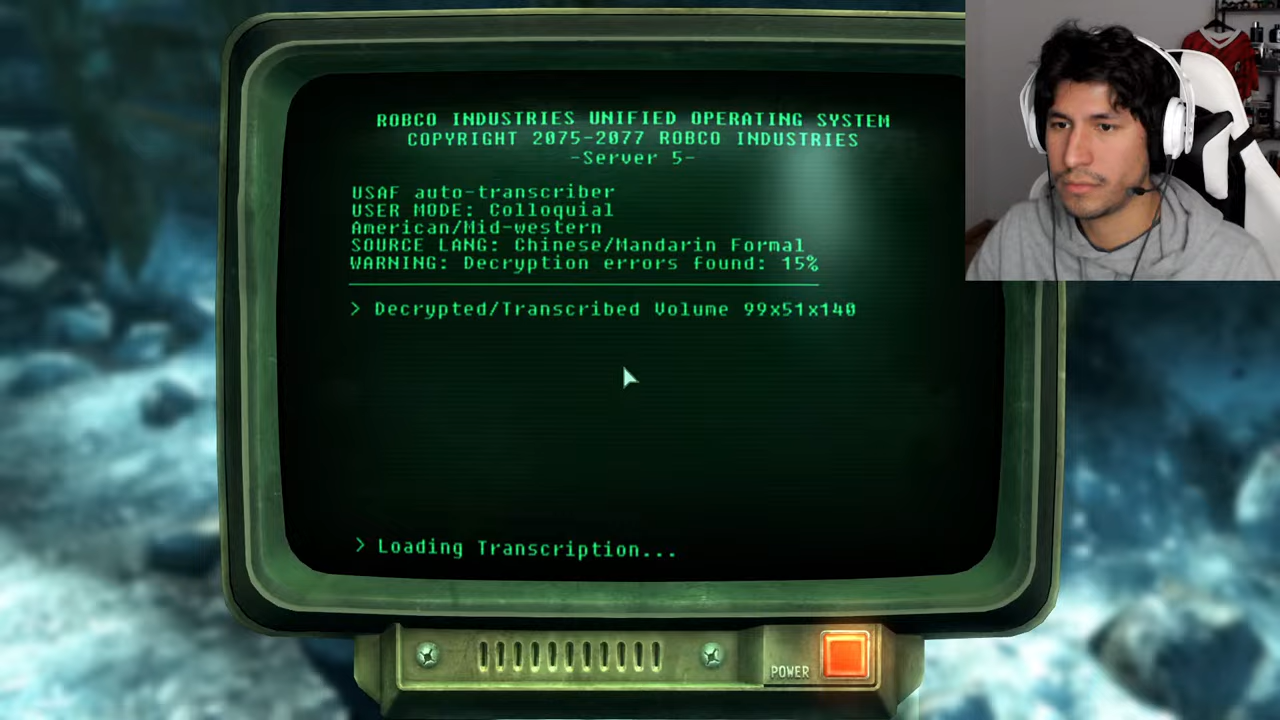 ROBCO INDUSTRIES UNIFIED OPERATING SYSTEM
COPYRIGHT 2075-2077 ROBCO INDUSTRIES
-Server 5-
USAF auto-transcriber
USER MODE: Colloquial
American/Mid-western
SOURCE LANG: Chinese/Mandarin Formal
WARNING: Decryption errors found: 15%
> Decrypted/Transcribed Volume 99x51x140
> Loading Transcription...
POWER